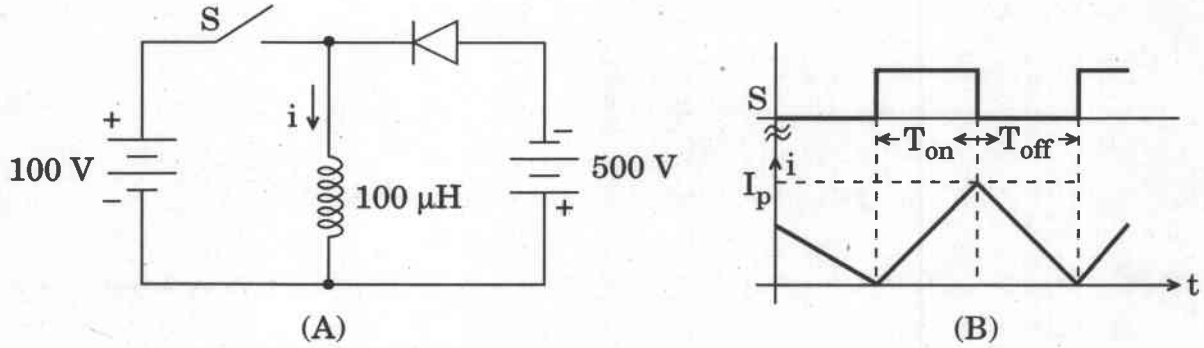 S
+
i
100 V
−
100 μH
−
500 V
+
(A)
S
T_on
T_off
i
I_p
t
(B)